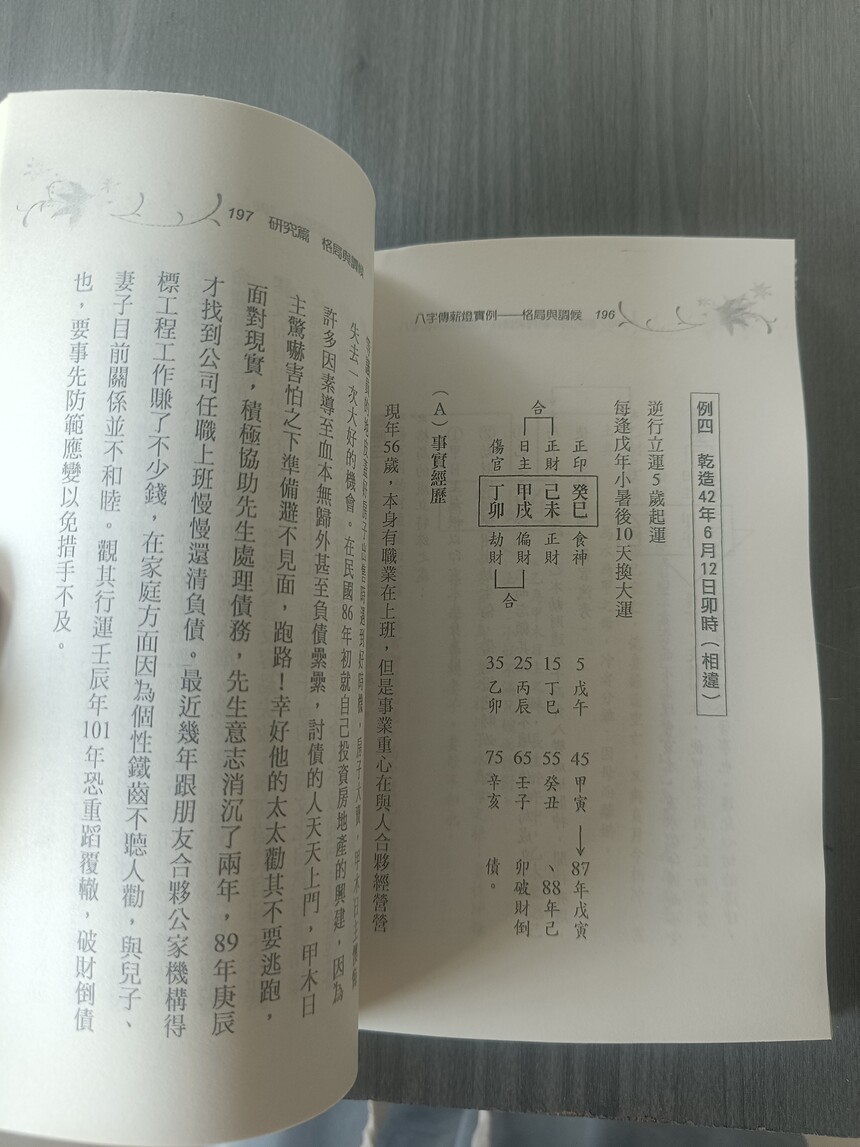 八字傳薪燈實例——格局與調候 196
例四 乾造42年6月12日卯時（相違）
逆行立運5歲起運
每逢戊年小暑後10天換大運
正印 癸巳 食神 5 戊午 45 甲寅→87年戊寅
合 正財 己未 正財 15 丁巳 55 癸丑 、88年己
日主 甲戌 偏財 合 25 丙辰 65 壬子 卯破財倒
傷官 丁卯 劫財 35 乙卯 75 辛亥 債。
（A）事實經歷
現年56歲，本身有職業在上班，但是事業重心在與人合夥經營營
197 研究篇 格局與調候
失去一次大好的機會。在民國86年初就自己投資房地產的興建，因為
許多因素導至血本無歸外甚至負債纍纍，討債的人天天上門，甲木日
主驚嚇害怕之下準備避不見面，跑路！幸好他的太太勸其不要逃跑，
面對現實，積極協助先生處理債務，先生意志消沉了兩年，89年庚辰
才找到公司任職上班慢慢還清負債。最近幾年跟朋友合夥公家機構得
標工程工作賺了不少錢，在家庭方面因為個性鐵齒不聽人勸，與兒子、
妻子目前關係並不和睦。觀其行運壬辰年101年恐重蹈覆轍，破財倒債
也，要事先防範應變以免措手不及。